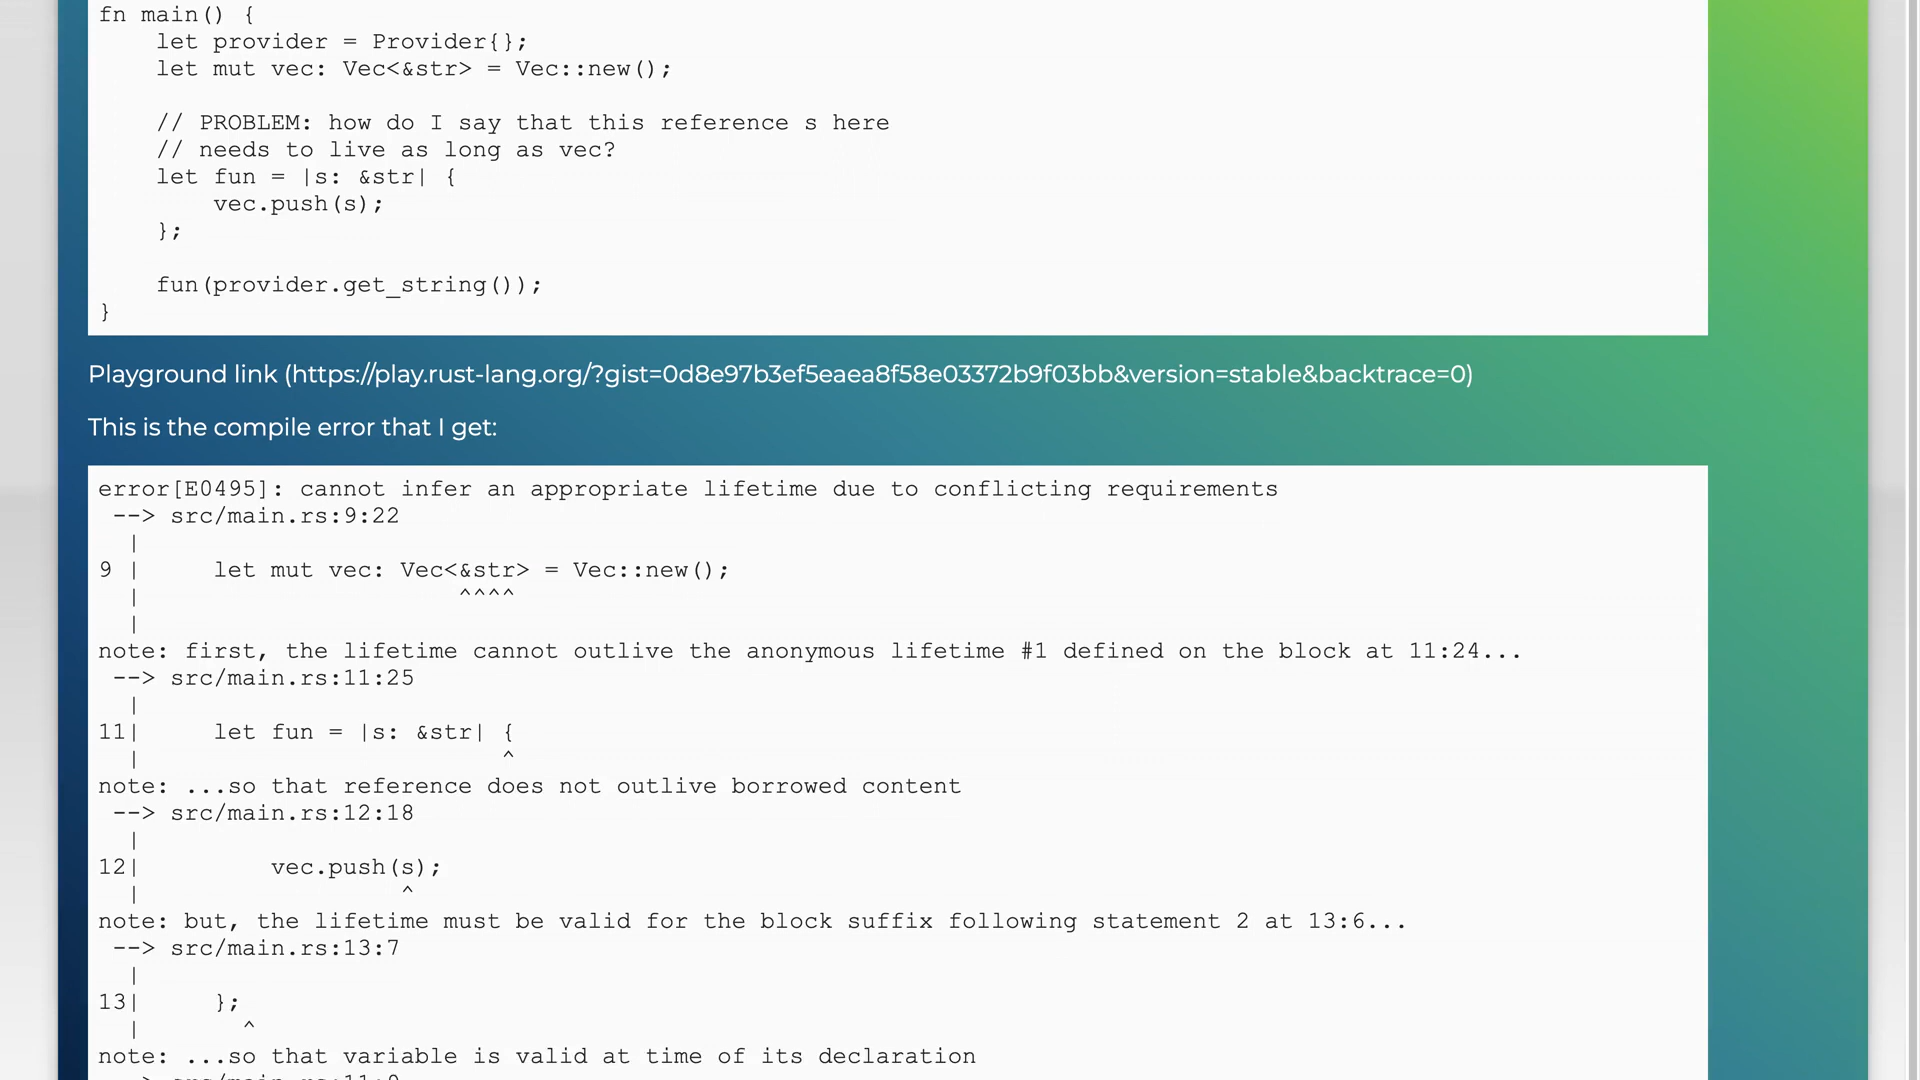 fn main() {
    let provider = Provider{};
    let mut vec: Vec<&str> = Vec::new();

    // PROBLEM: how do I say that this reference s here
    // needs to live as long as vec?
    let fun = |s: &str| {
        vec.push(s);
    };

    fun(provider.get_string());
}
Playground link (https://play.rust-lang.org/?gist=0d8e97b3ef5eaea8f58e03372b9f03bb&version=stable&backtrace=0)
This is the compile error that I get:
error[E0495]: cannot infer an appropriate lifetime due to conflicting requirements
 --> src/main.rs:9:22
  |
9 |     let mut vec: Vec<&str> = Vec::new();
  |                      ^^^^
  |
note: first, the lifetime cannot outlive the anonymous lifetime #1 defined on the block at 11:24...
 --> src/main.rs:11:25
  |
11|     let fun = |s: &str| {
  |                         ^
note: ...so that reference does not outlive borrowed content
 --> src/main.rs:12:18
  |
12|         vec.push(s);
  |                  ^
note: but, the lifetime must be valid for the block suffix following statement 2 at 13:6...
 --> src/main.rs:13:7
  |
13|     };
  |       ^
note: ...so that variable is valid at time of its declaration